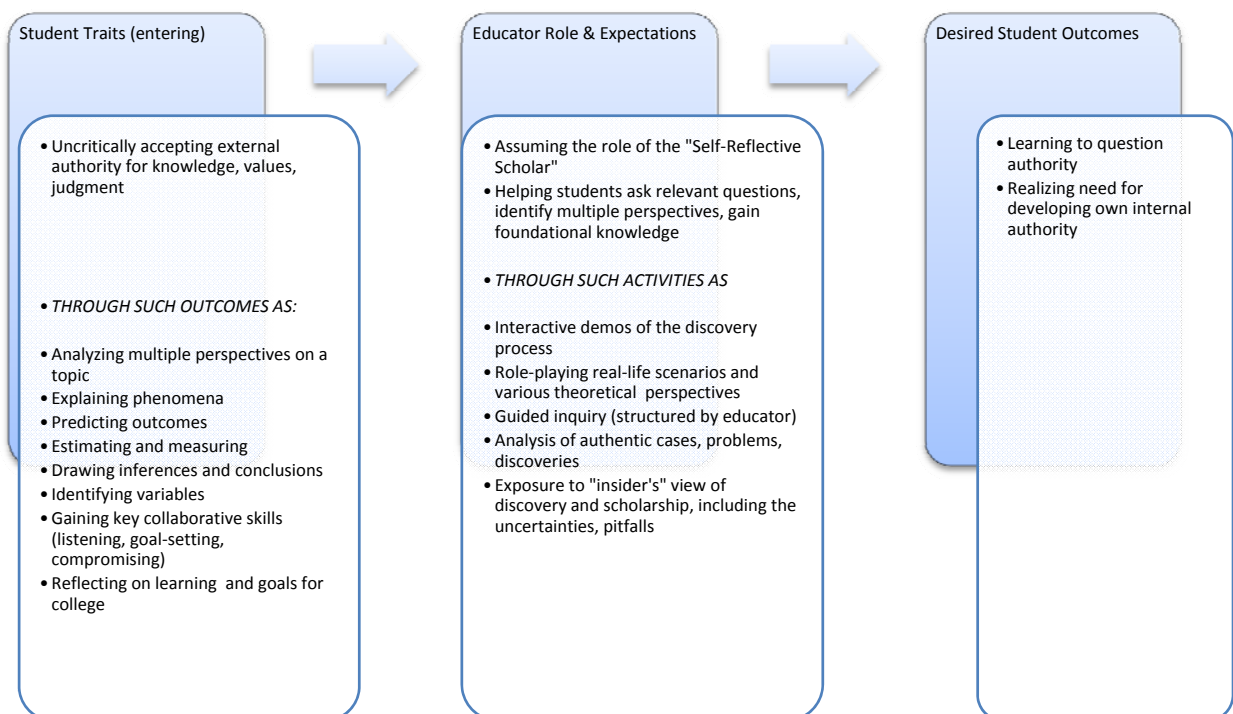 Student Traits (entering)
• Uncritically accepting external
authority for knowledge, values,
judgment
• THROUGH SUCH OUTCOMES AS:
• Analyzing multiple perspectives on a
topic
• Explaining phenomena
• Predicting outcomes
• Estimating and measuring
• Drawing inferences and conclusions
• Identifying variables
• Gaining key collaborative skills
(listening, goal-setting,
compromising)
• Reflecting on learning and goals for
college
Educator Role & Expectations
• Assuming the role of the "Self-Reflective
Scholar"
• Helping students ask relevant questions,
identify multiple perspectives, gain
foundational knowledge
• THROUGH SUCH ACTIVITIES AS
• Interactive demos of the discovery
process
• Role-playing real-life scenarios and
various theoretical perspectives
• Guided inquiry (structured by educator)
• Analysis of authentic cases, problems,
discoveries
• Exposure to "insider's" view of
discovery and scholarship, including the
uncertainties, pitfalls
Desired Student Outcomes
• Learning to question
authority
• Realizing need for
developing own internal
authority